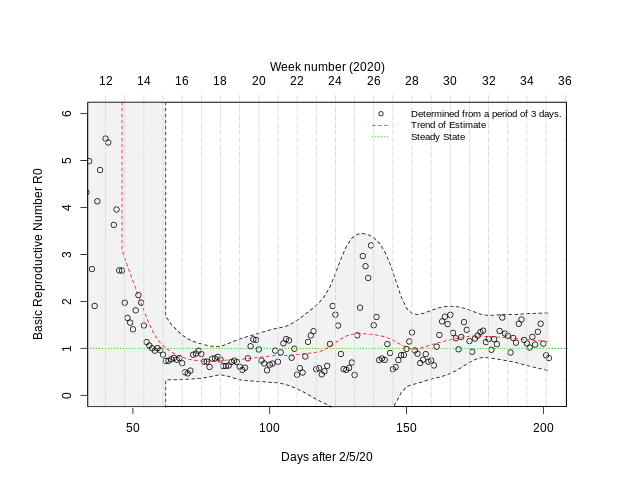 Week number (2020)
12 14 16 18 20 22 24 26 28 30 32 34 36
Determined from a period of 3 days.
Trend of Estimate
Steady State
Basic Reproductive Number R0
6
5
4
3
2
1
0
50 100 150 200
Days after 2/5/20